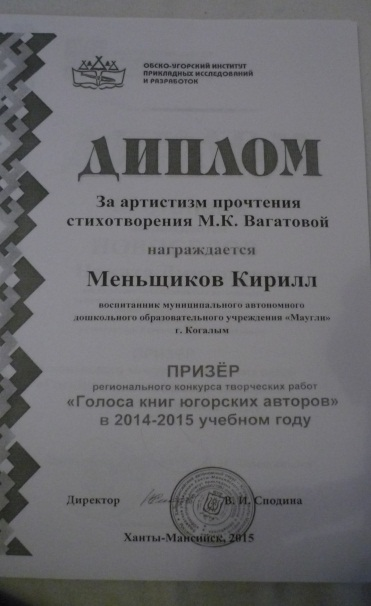 ОБСКО-УГОРСКИЙ ИНСТИТУТ
ПРИКЛАДНЫХ ИССЛЕДОВАНИЙ
И РАЗРАБОТОК
ДИПЛОМ
За артистизм прочтения
стихотворения М.К. Вагатовой
награждается
Меньщиков Кирилл
воспитанник муниципального автономного
дошкольного образовательного учреждения «Маугли»
г. Когалым
ПРИЗЁР
регионального конкурса творческих работ
«Голоса книг югорских авторов»
в 2014-2015 учебном году
Директор В. И. Сподина
Ханты-Мансийск, 2015